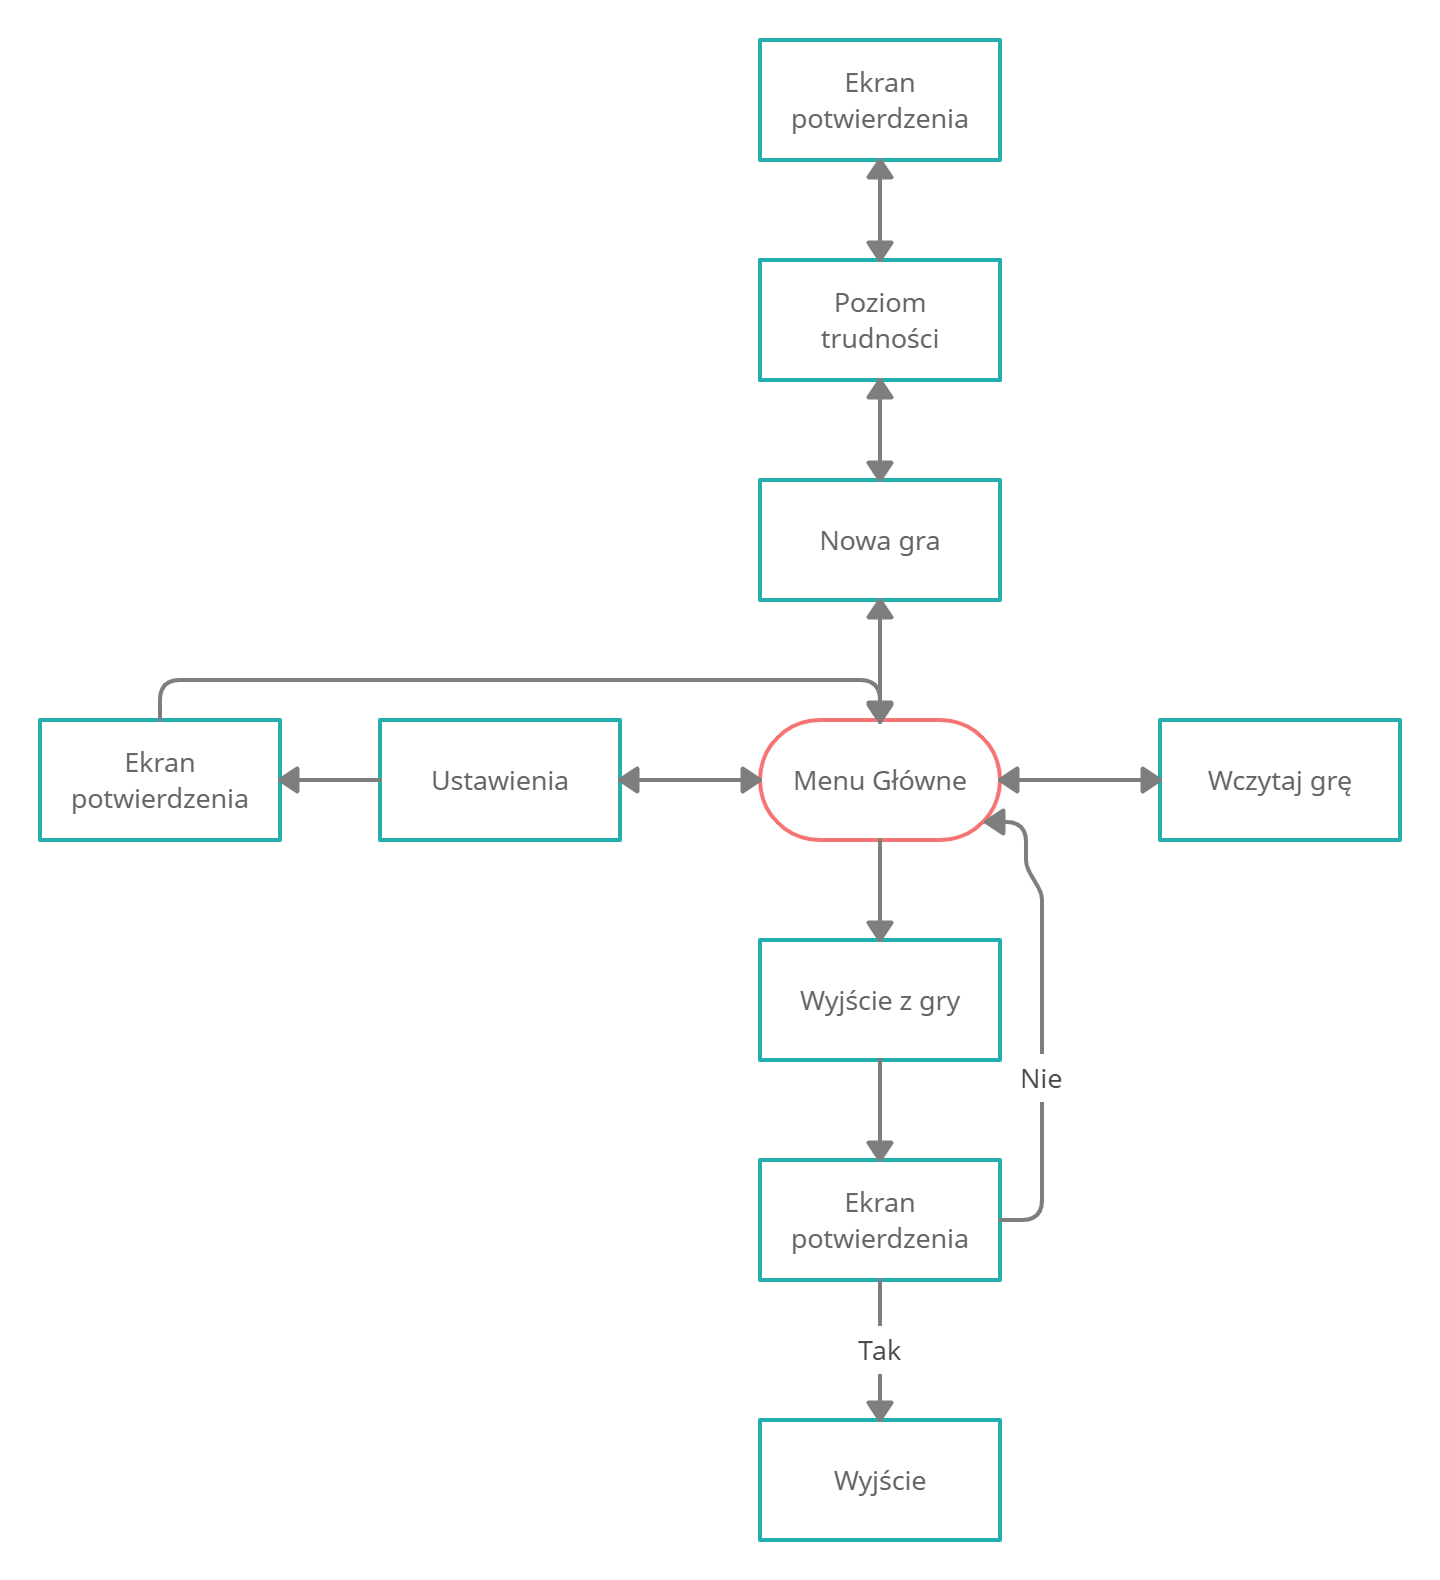 Ekran
potwierdzenia
Poziom
trudności
Nowa gra
Ekran
potwierdzenia
Ustawienia
Menu Główne
Wczytaj grę
Wyjście z gry
Nie
Ekran
potwierdzenia
Tak
Wyjście